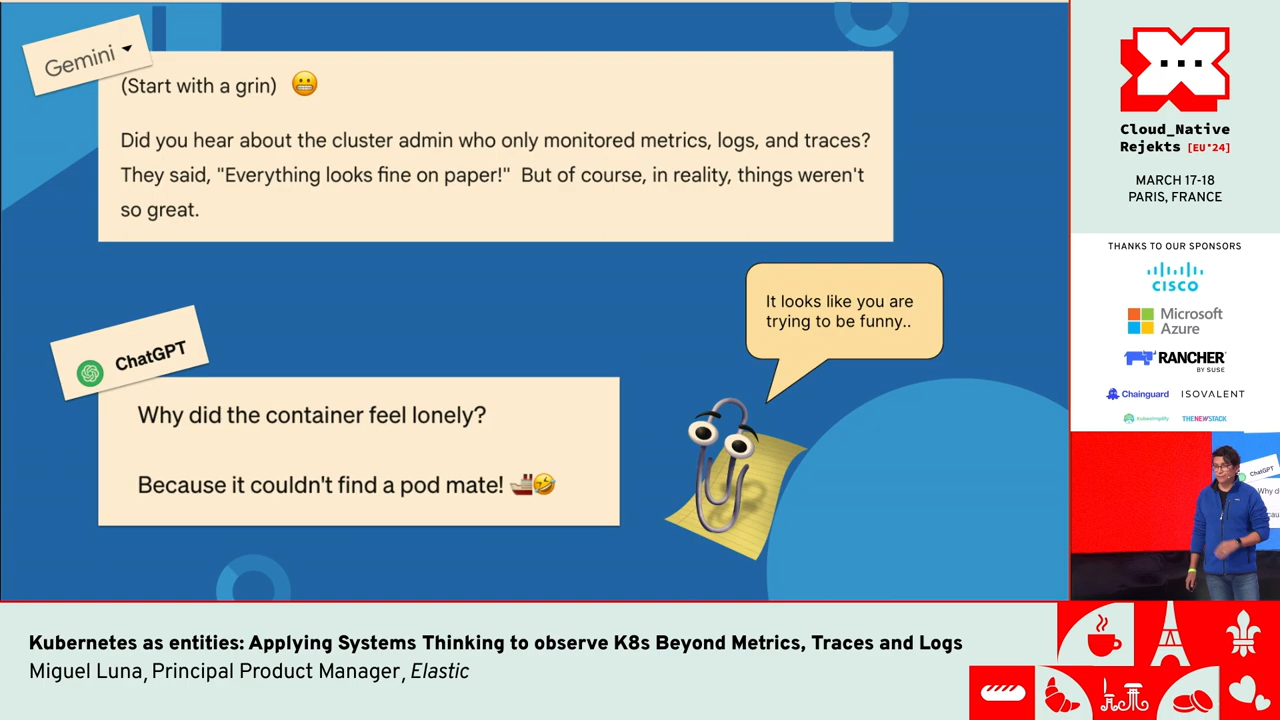 Gemini
(Start with a grin) 😬
Did you hear about the cluster admin who only monitored metrics, logs, and traces?
They said, "Everything looks fine on paper!" But of course, in reality, things weren't
so great.
It looks like you are
trying to be funny..
ChatGPT
Why did the container feel lonely?
Because it couldn't find a pod mate! 🚢🤣
Cloud_Native
Rejekts [EU'24]
MARCH 17-18
PARIS, FRANCE
THANKS TO OUR SPONSORS
CISCO
Microsoft
Azure
RANCHER
BY SUSE
Chainguard ISOVALENT
kubesimplify THENEWSTACK
ChatGPT
Why d
Kubernetes as entities: Applying Systems Thinking to observe K8s Beyond Metrics, Traces and Logs
Miguel Luna, Principal Product Manager, Elastic